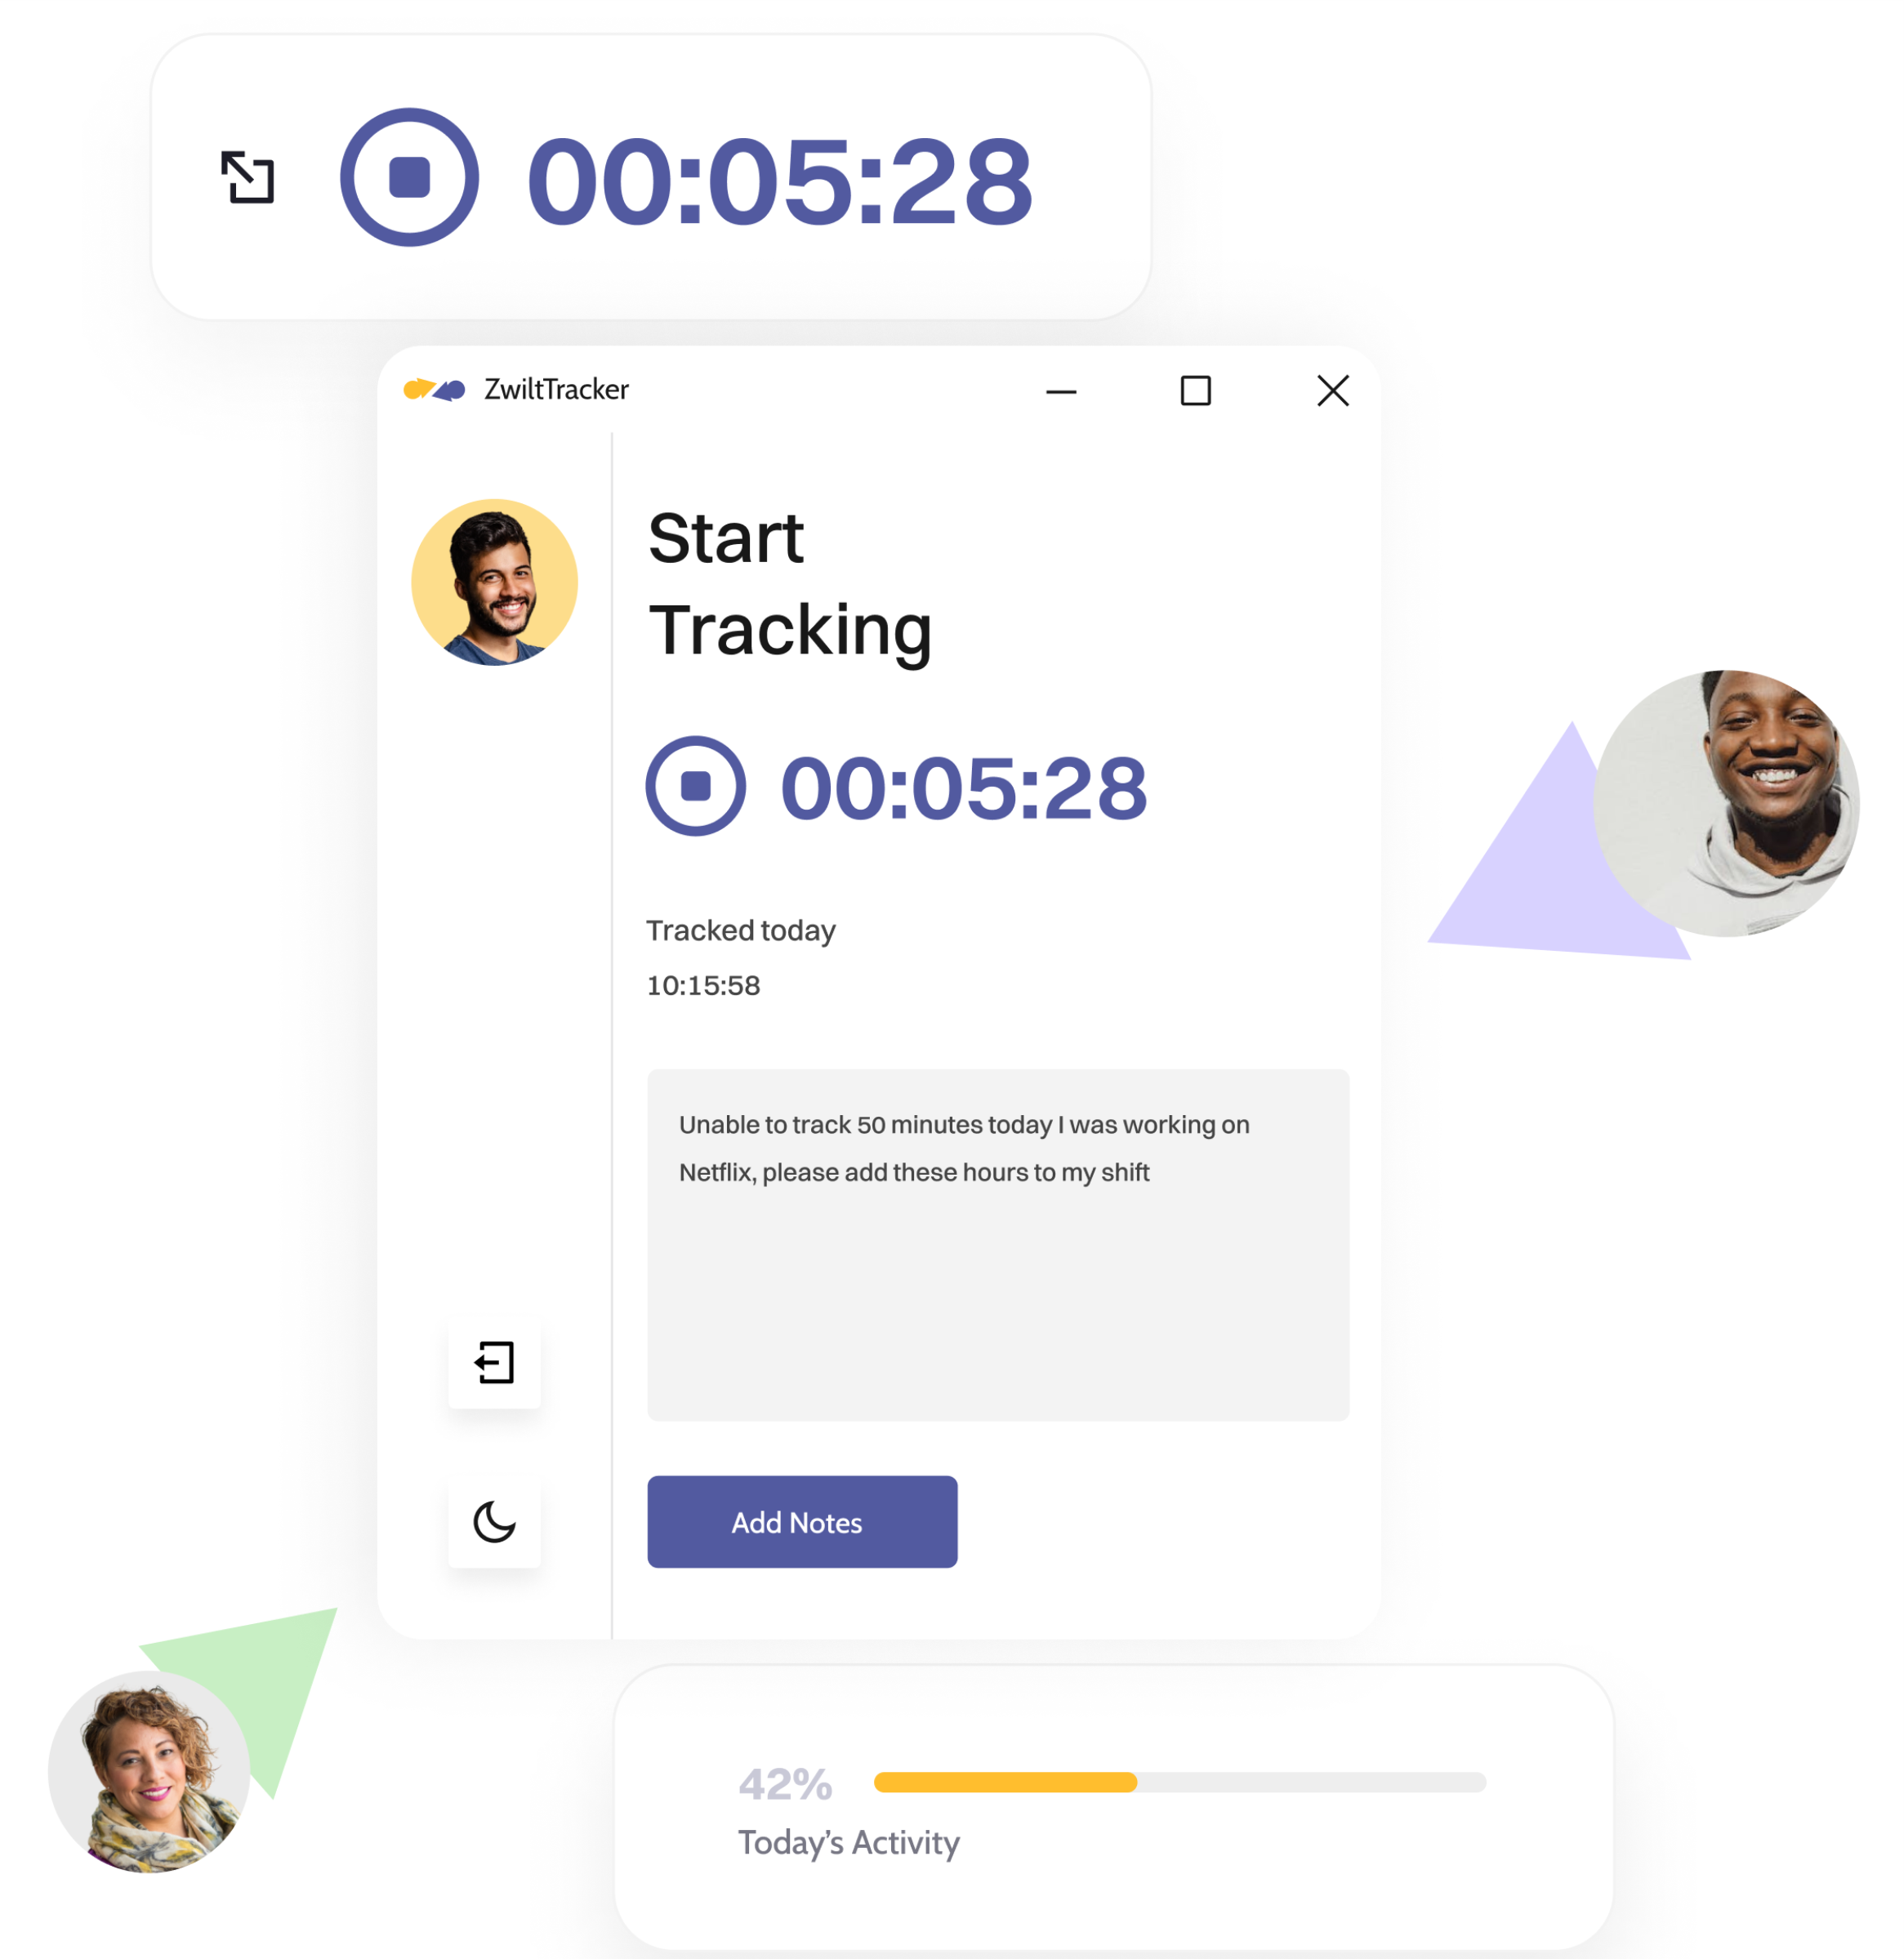 00:05:28
ZwiltTracker
Start
Tracking
00:05:28
Tracked today
10:15:58
Unable to track 50 minutes today I was working on
Netflix, please add these hours to my shift
Add Notes
42%
Today's Activity